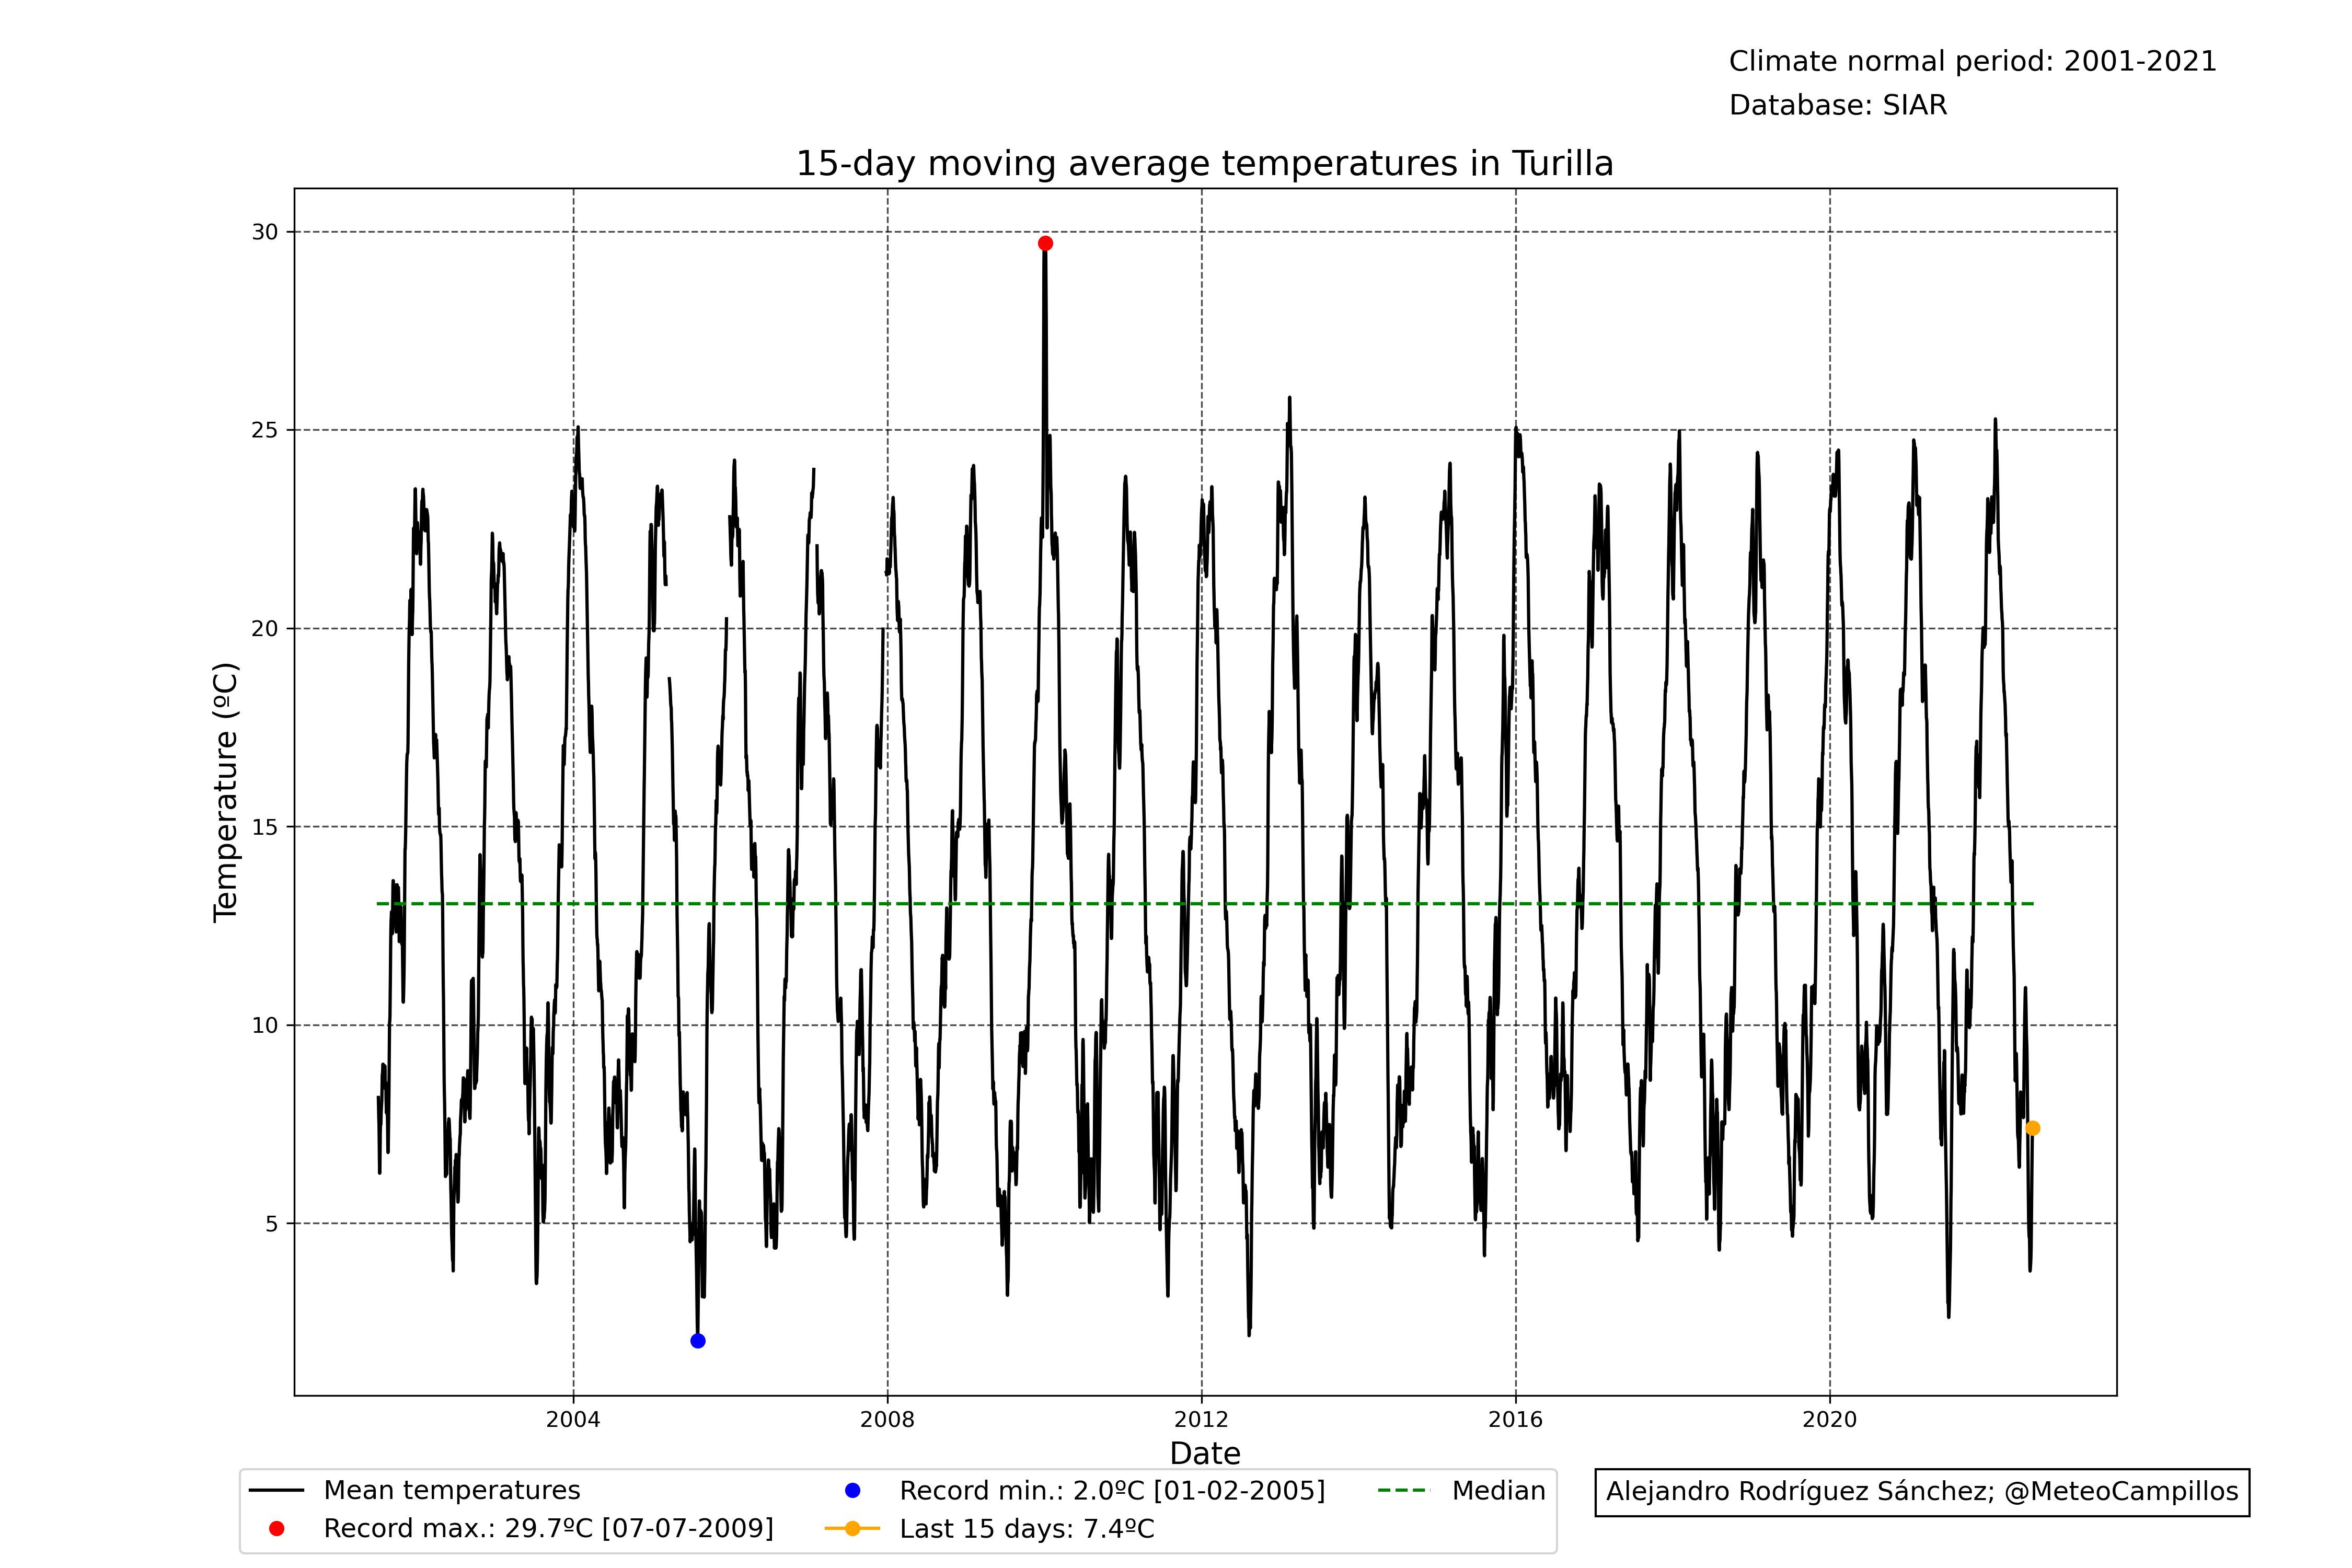 Climate normal period: 2001-2021
Database: SIAR
15-day moving average temperatures in Turilla
30
25
20
15
10
5
Temperature (ºC)
2004
2008
2012
2016
2020
Date
Mean temperatures
Record max.: 29.7ºC [07-07-2009]
Record min.: 2.0ºC [01-02-2005]
Last 15 days: 7.4ºC
Median
Alejandro Rodríguez Sánchez; @MeteoCampillos